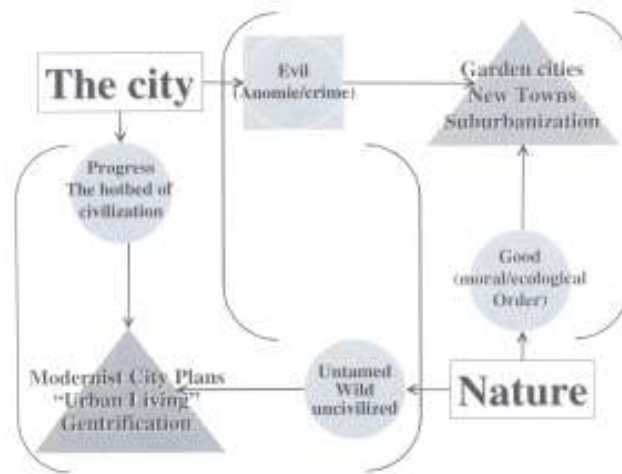 The city
Evil
(Anomie/crime)
Garden cities
New Towns
Suburbanization
Progress
The hotbed of
civilization
Good
(moral/ecological
Order)
Modernist City Plans
“Urban Living”
Gentrification
Untamed
Wild
uncivilized
Nature